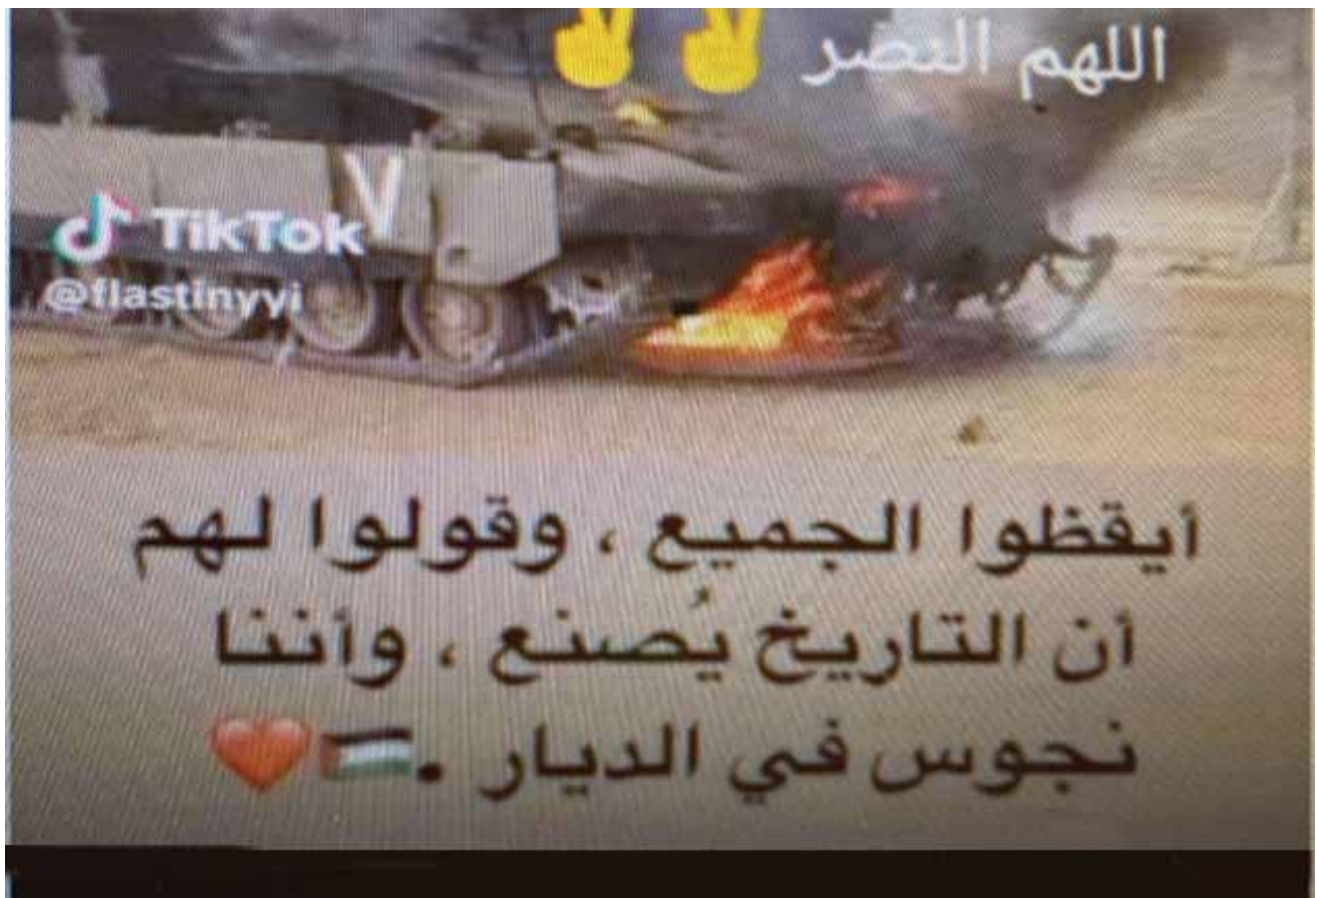 اللهم النصر ✌✌
TikTok
@flastinyyi
أيقظوا الجميع ، وقولوا لهم
أن التاريخ يُصنع ، وأننا
نجوس في الديار .🇵🇸❤